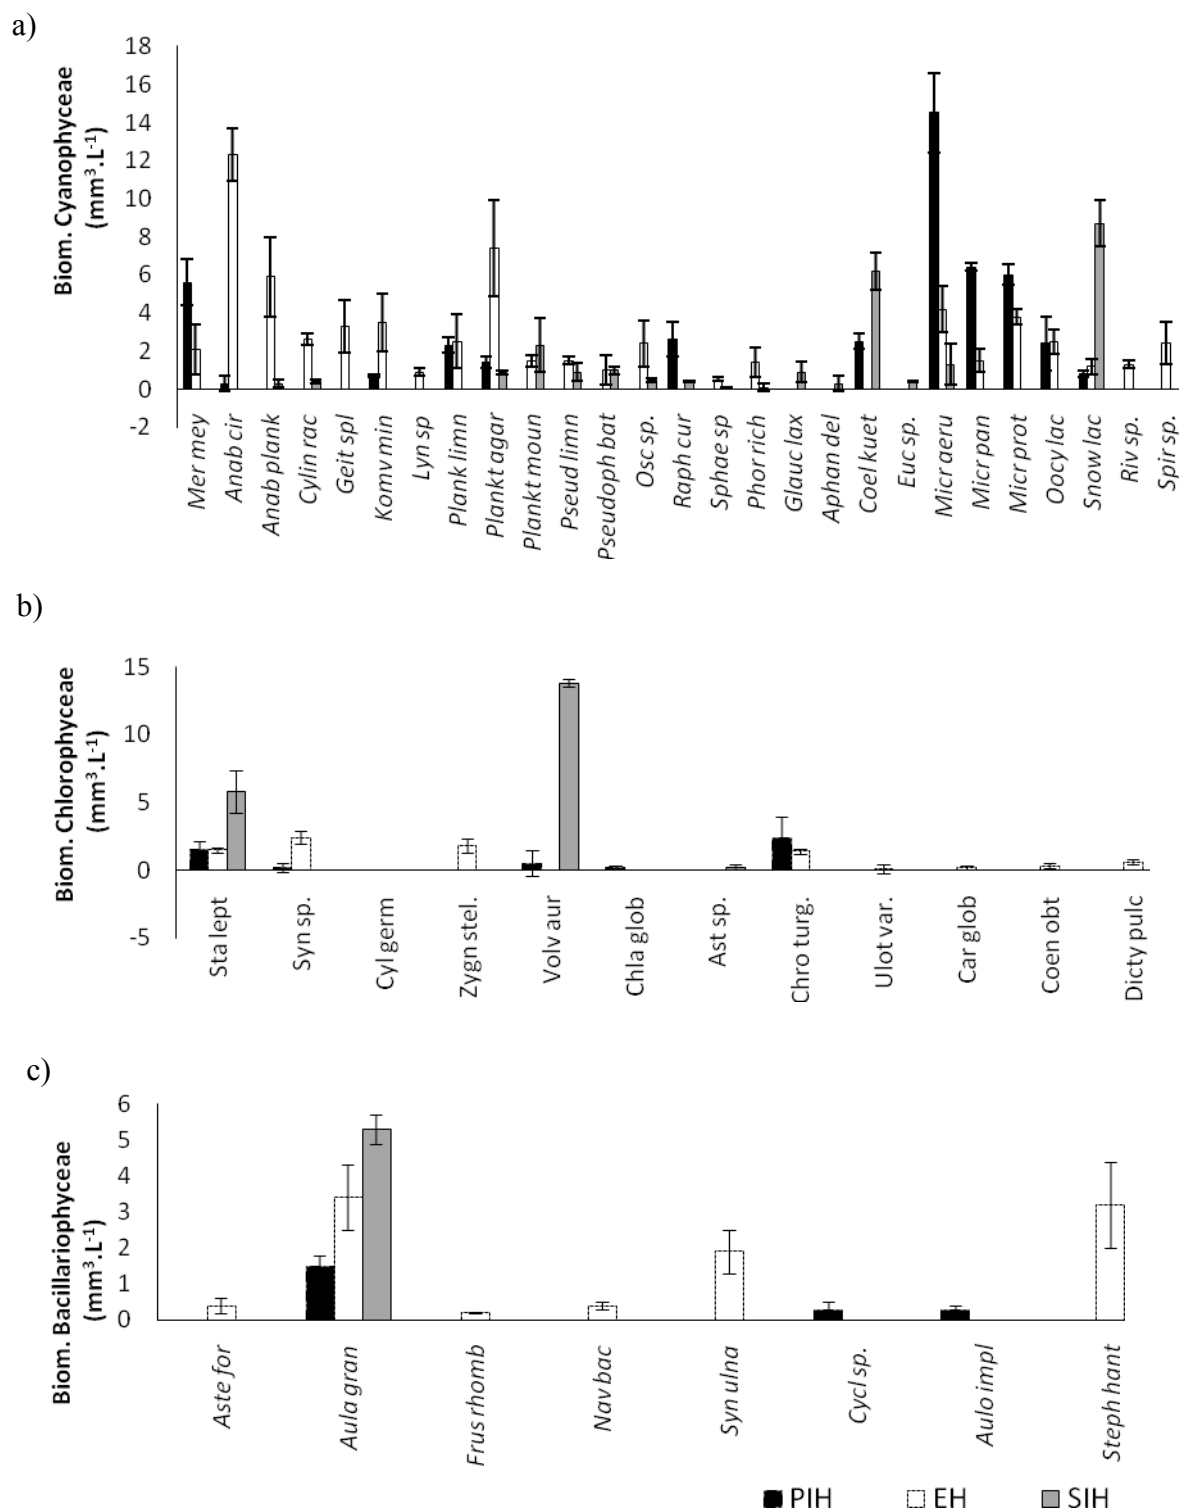 a)
Biom. Cyanophyceae
(mm³.L⁻¹)
18
16
14
12
10
8
6
4
2
0
-2
Mer mey
Anab cir
Anab plank
Cylin rac
Geit spl
Komv min
Lyn sp
Plank limn
Plankt agar
Plankt moun
Pseud limn
Pseudoph bat
Osc sp.
Raph cur
Sphae sp
Phor rich
Glauc lax
Aphan del
Coel kuet
Euc sp.
Micr aeru
Micr pan
Micr prot
Oocy lac
Snow lac
Riv sp.
Spir sp.
b)
Biom. Chlorophyceae
(mm³.L⁻¹)
15
10
5
0
-5
Sta lept
Syn sp.
Cyl germ
Zygn stel.
Volv aur
Chla glob
Ast sp.
Chro turg.
Ulot var.
Car glob
Coen obt
Dicty pulc
c)
Biom. Bacillariophyceae
(mm³.L⁻¹)
6
5
4
3
2
1
0
Aste for
Aula gran
Frus rhomb
Nav bac
Syn ulna
Cycl sp.
Aulo impl
Steph hant
PIH EH SIH